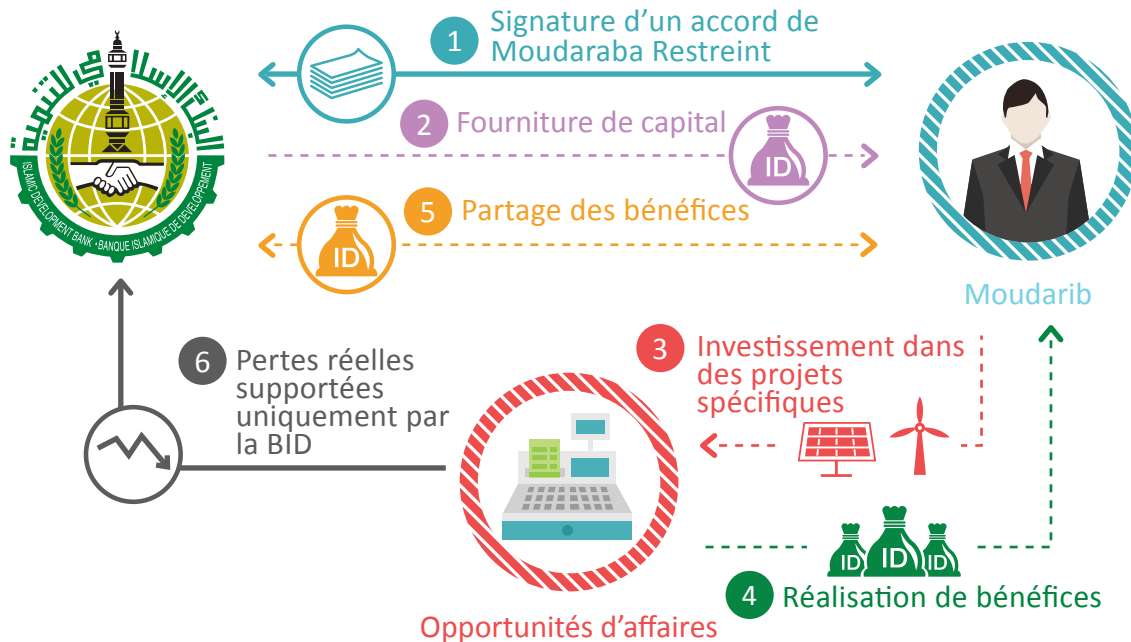 1
Signature d'un accord de
Moudaraba Restreint
2
Fourniture de capital
ID
5
Partage des bénéfices
ID
ISLAMIC DEVELOPMENT BANK • BANQUE ISLAMIQUE DE DEVELOPPEMENT
Moudarib
6
Pertes réelles
supportées
uniquement par
la BID
3
Investissement dans
des projets
spécifiques
ID
ID
ID
4
Réalisation de bénéfices
Opportunités d'affaires